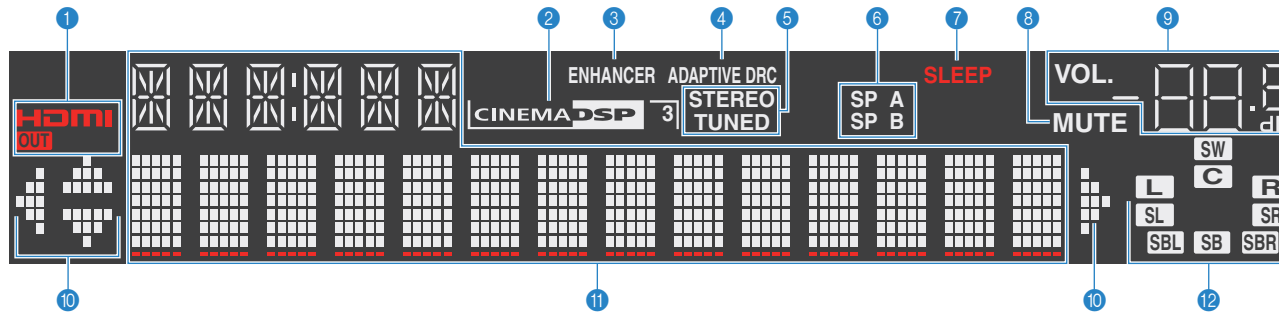 1 2 3 4 5 6 7 8 9
HDMI
OUT
ENHANCER ADAPTIVE DRC
CINEMA DSP 3
STEREO
TUNED
SP A
SP B
SLEEP
VOL.
MUTE
SW
C
L R
SL SR
SBL SB SBR
10 11 10 12